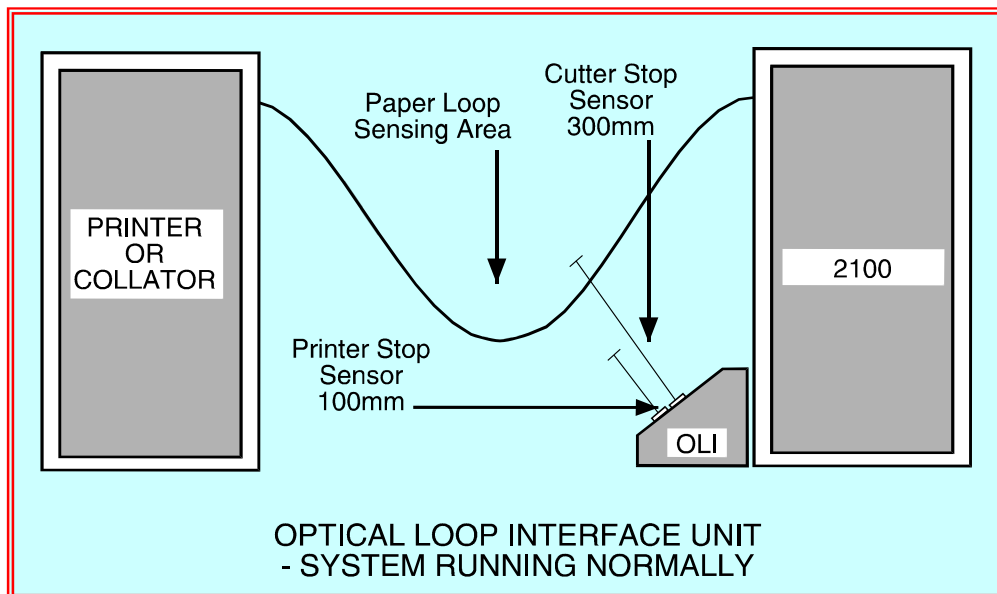 Paper Loop
Sensing Area
Cutter Stop
Sensor
300mm
PRINTER
OR
COLLATOR
2100
Printer Stop
Sensor
100mm
OLI
OPTICAL LOOP INTERFACE UNIT
- SYSTEM RUNNING NORMALLY